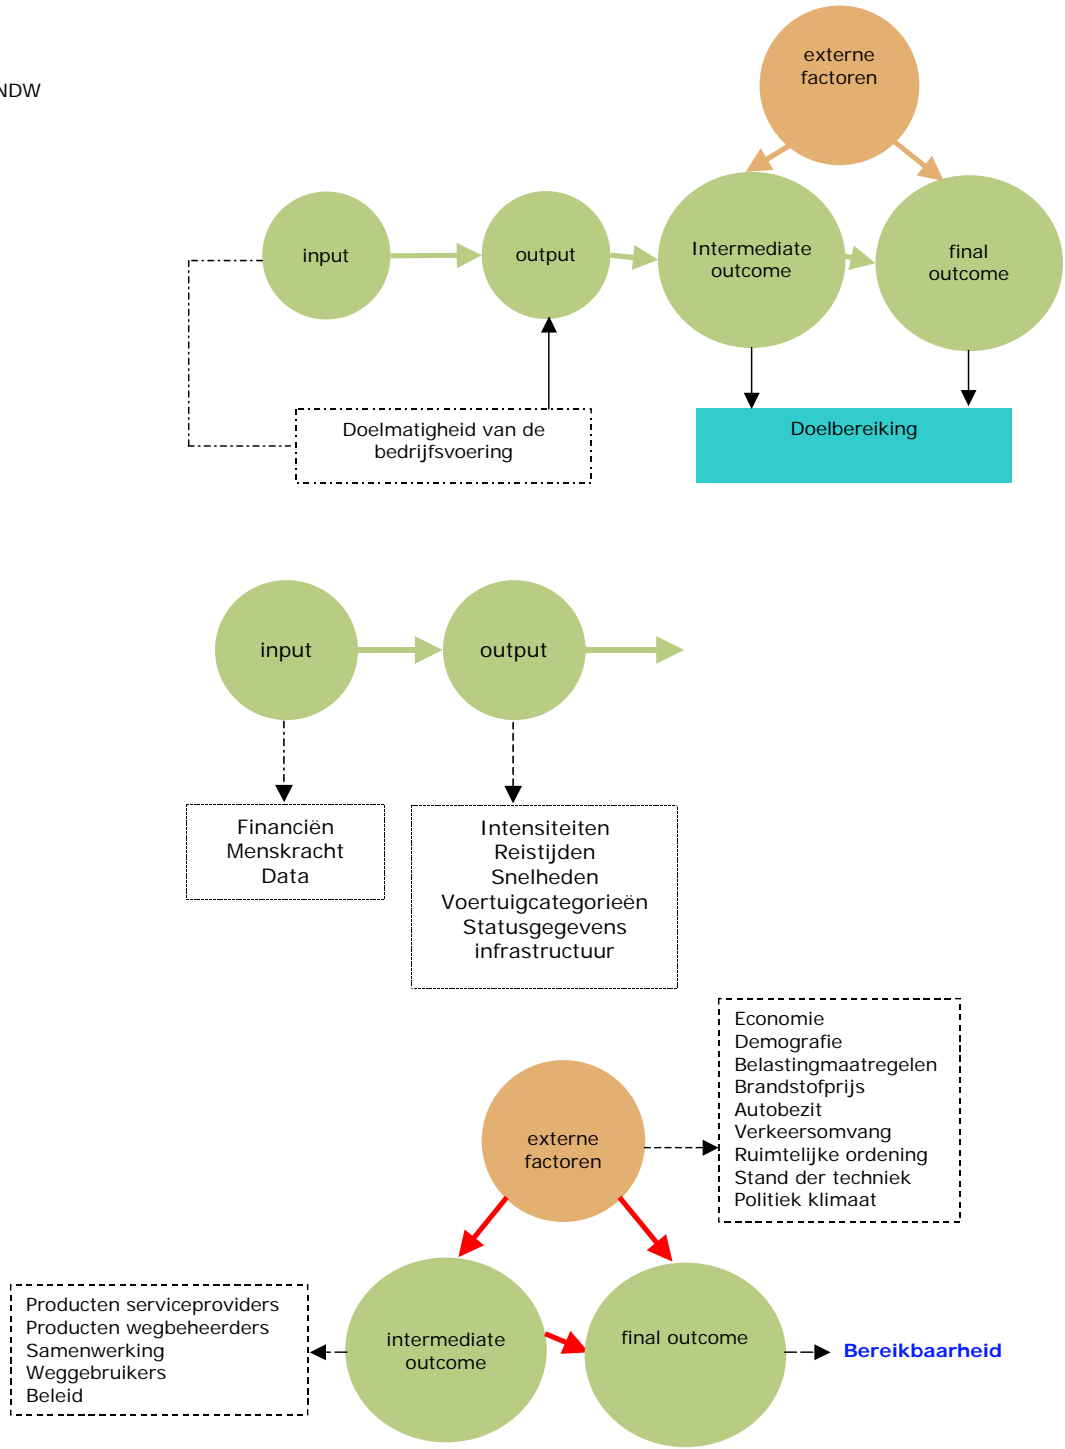 externe
factoren
NDW
input
output
Intermediate
outcome
final
outcome
Doelmatigheid van de
bedrijfsvoering
Doelbereiking
input
output
Financiën
Menskracht
Data
Intensiteiten
Reistijden
Snelheden
Voertuigcategorieën
Statusgegevens
infrastructuur
Economie
Demografie
Belastingmaatregelen
Brandstofprijs
Autobezit
Verkeersomvang
Ruimtelijke ordening
Stand der techniek
Politiek klimaat
externe
factoren
Producten serviceproviders
Producten wegbeheerders
Samenwerking
Weggebruikers
Beleid
intermediate
outcome
final outcome
Bereikbaarheid